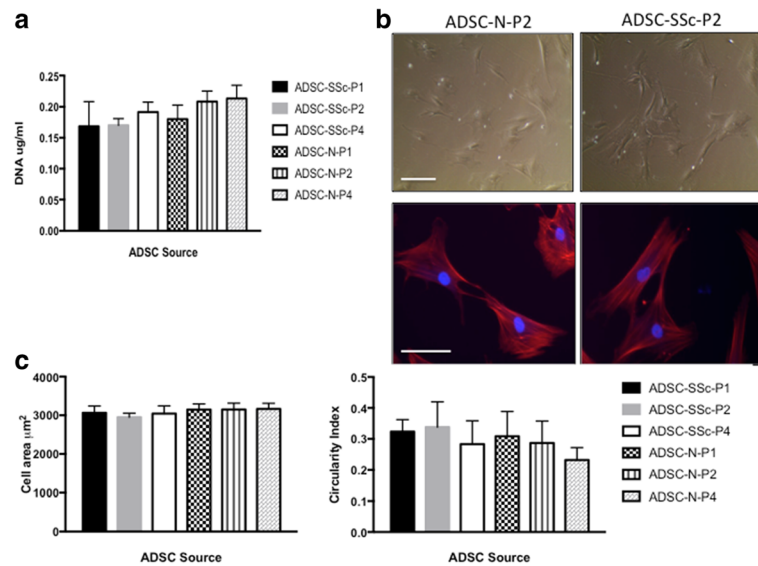 a
0.25
0.20
0.15
0.10
0.05
0.00
DNA ug/ml
ADSC Source
ADSC-SSc-P1
ADSC-SSc-P2
ADSC-SSc-P4
ADSC-N-P1
ADSC-N-P2
ADSC-N-P4
b
ADSC-N-P2
ADSC-SSc-P2
c
4000
3000
2000
1000
0
Cell area μm²
ADSC Source
0.5
0.4
0.3
0.2
0.1
0.0
Circularity Index
ADSC Source
ADSC-SSc-P1
ADSC-SSc-P2
ADSC-SSc-P4
ADSC-N-P1
ADSC-N-P2
ADSC-N-P4